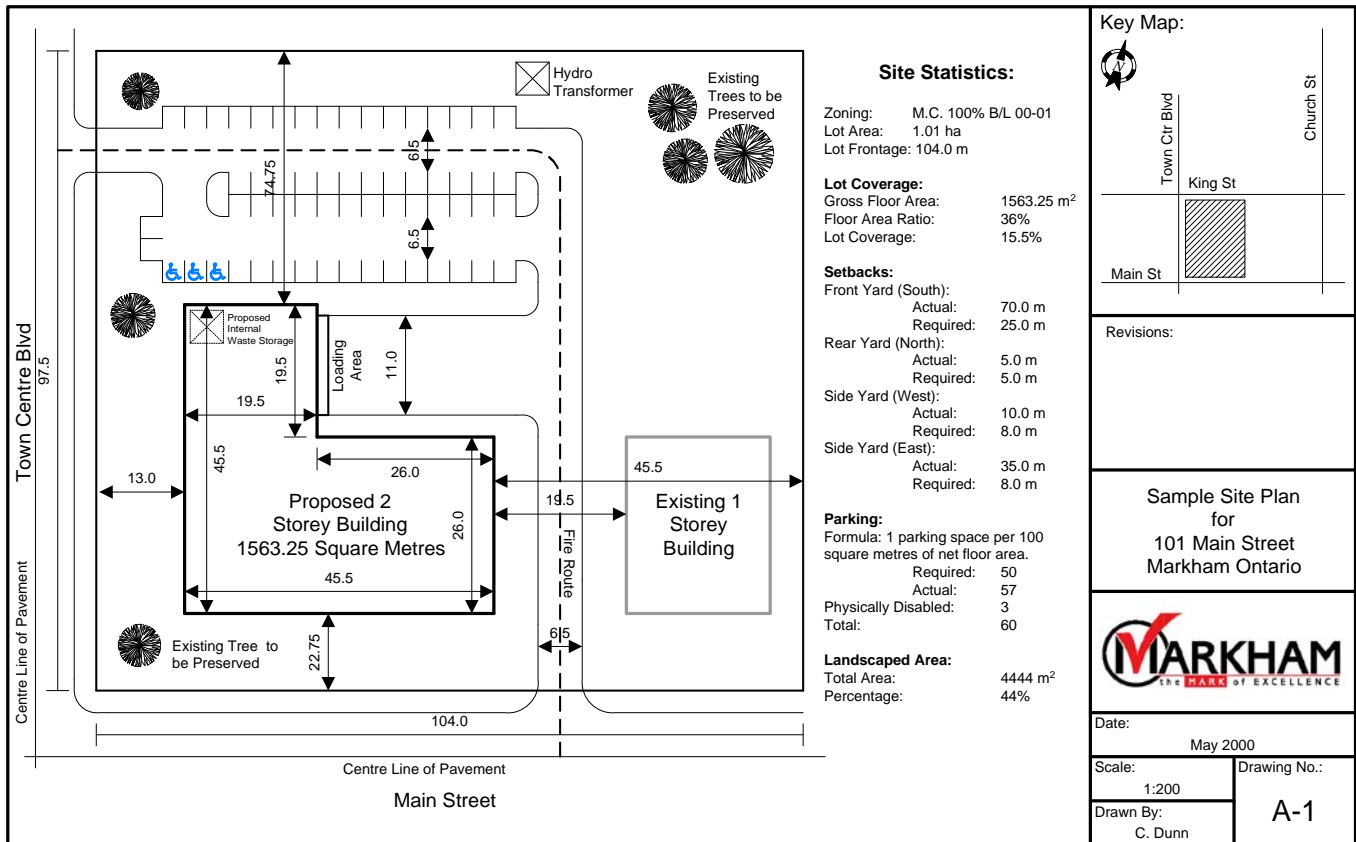 Hydro
Transformer
Existing
Trees to be
Preserved
6.5
74.75
6.5
Proposed
Internal
Waste Storage
Loading
Area
19.5
11.0
19.5
45.5
26.0
45.5
13.0
19.5
Proposed 2
Storey Building
1563.25 Square Metres
26.0
Existing 1
Storey
Building
Fire Route
45.5
Existing Tree to
be Preserved
22.75
6.5
Town Centre Blvd
97.5
Centre Line of Pavement
104.0
Centre Line of Pavement
Main Street
Site Statistics:
Zoning: M.C. 100% B/L 00-01
Lot Area: 1.01 ha
Lot Frontage: 104.0 m
Lot Coverage:
Gross Floor Area: 1563.25 m²
Floor Area Ratio: 36%
Lot Coverage: 15.5%
Setbacks:
Front Yard (South):
Actual: 70.0 m
Required: 25.0 m
Rear Yard (North):
Actual: 5.0 m
Required: 5.0 m
Side Yard (West):
Actual: 10.0 m
Required: 8.0 m
Side Yard (East):
Actual: 35.0 m
Required: 8.0 m
Parking:
Formula: 1 parking space per 100
square metres of net floor area.
Required: 50
Actual: 57
Physically Disabled: 3
Total: 60
Landscaped Area:
Total Area: 4444 m²
Percentage: 44%
Key Map:
N
Town Ctr Blvd
Church St
King St
Main St
Revisions:
Sample Site Plan
for
101 Main Street
Markham Ontario
MARKHAM
the MARK of EXCELLENCE
Date:
May 2000
Scale:
1:200
Drawing No.:
A-1
Drawn By:
C. Dunn